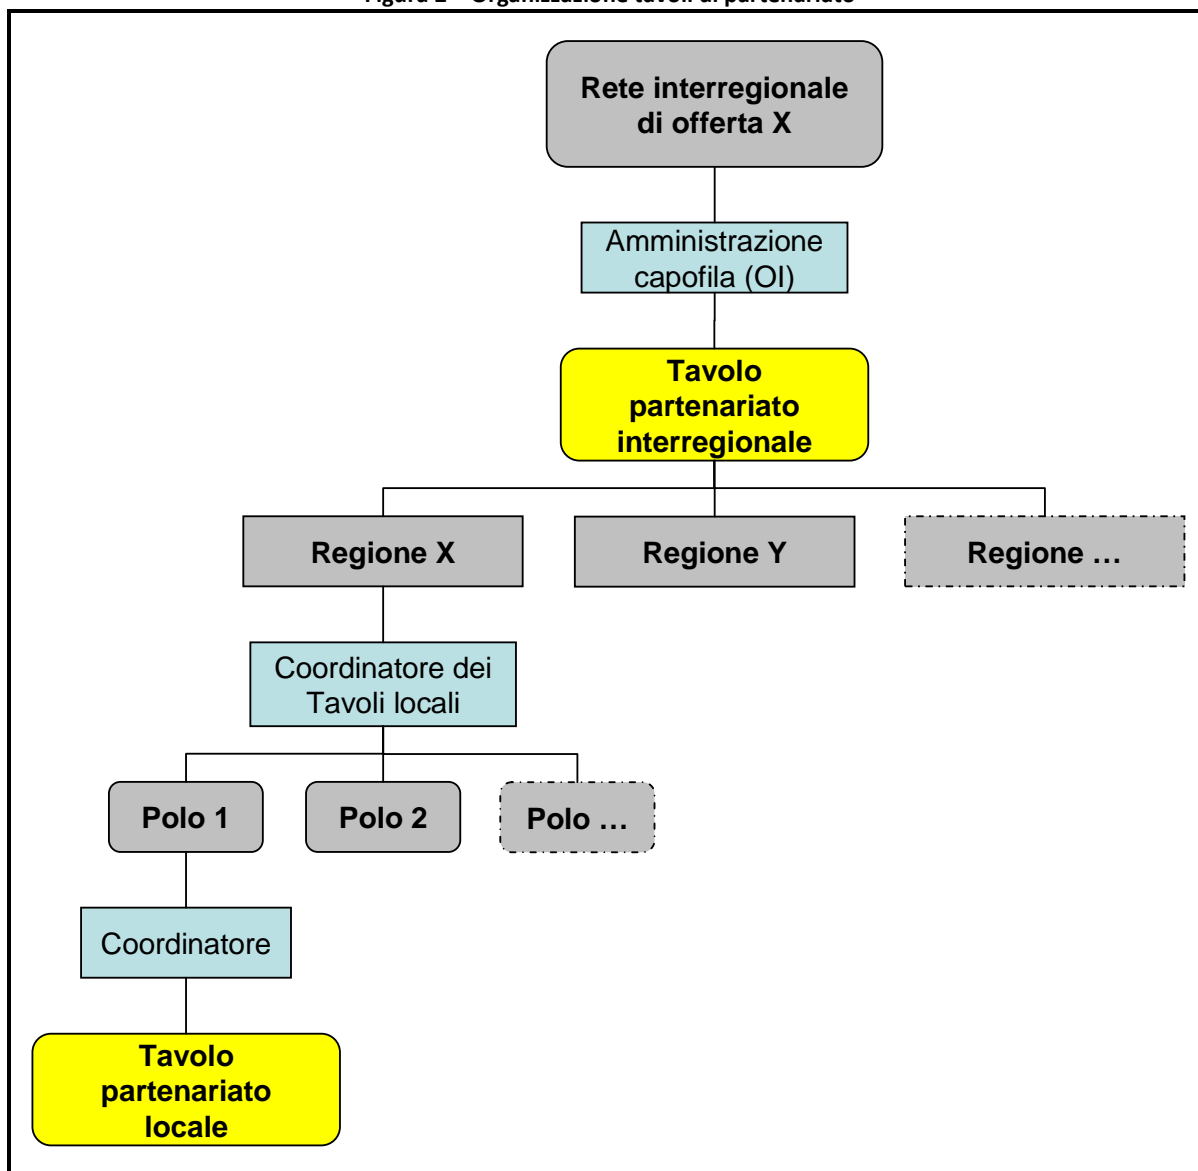 Rete interregionale
di offerta X
Amministrazione
capofila (OI)
Tavolo
partenariato
interregionale
Regione X
Regione Y
Regione …
Coordinatore dei
Tavoli locali
Polo 1
Polo 2
Polo …
Coordinatore
Tavolo
partenariato
locale